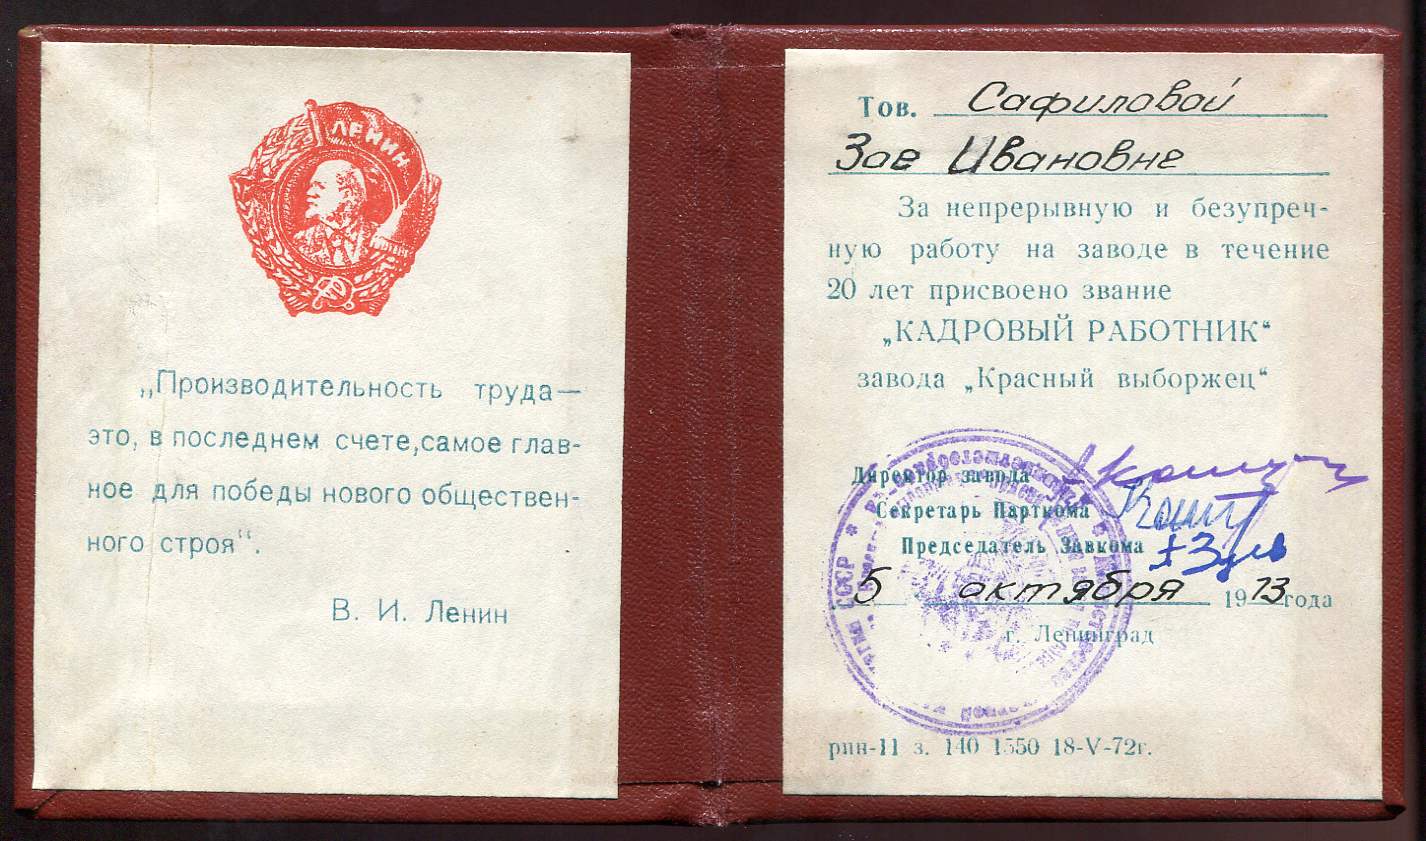 ЛЕНИН
„Производительность труда—
это, в последнем счете, самое глав-
ное для победы нового обществен-
ного строя“.
В. И. Ленин
Тов. Сафиловой
Зое Ивановне
За непрерывную и безупреч-
ную работу на заводе в течение
20 лет присвоено звание
„КАДРОВЫЙ РАБОТНИК“
завода „Красный выборжец“
Директор завода
Секретарь Парткома
Председатель Завкома
5 октября 1973 года
г. Ленинград
СССР
рпн-11 з. 140 1550 18-V-72г.